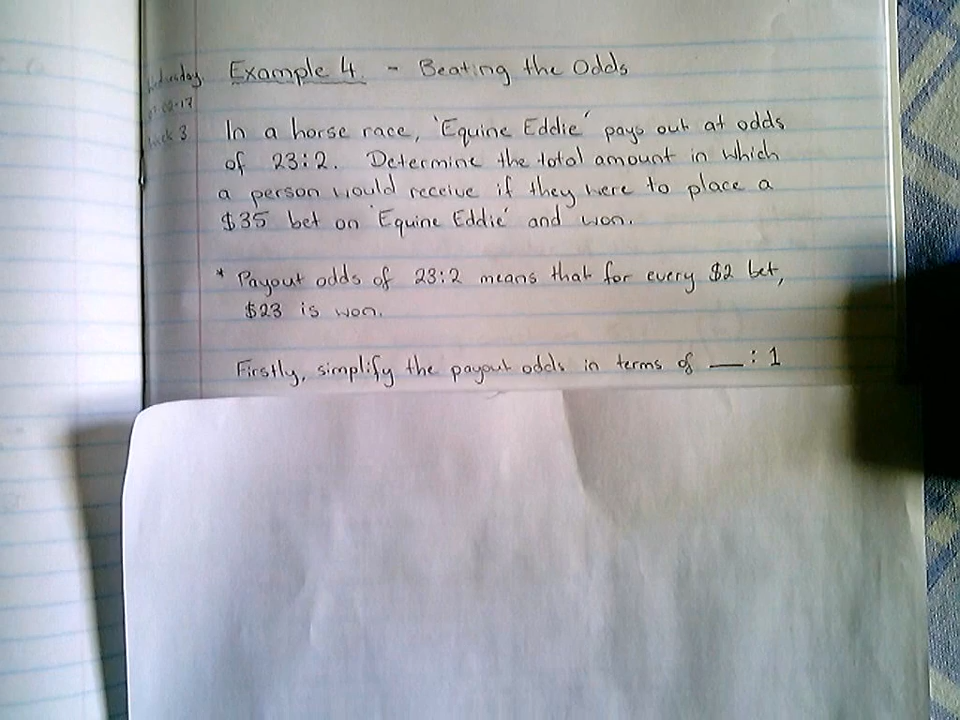 Example 4. - Beating the Odds
In a horse race, 'Equine Eddie' pays out at odds
of 23:2. Determine the total amount in which
a person would receive if they were to place a
$35 bet on 'Equine Eddie' and won.
* Payout odds of 23:2 means that for every $2 bet,
$23 is won.
Firstly, simplify the payout odds in terms of __ : 1